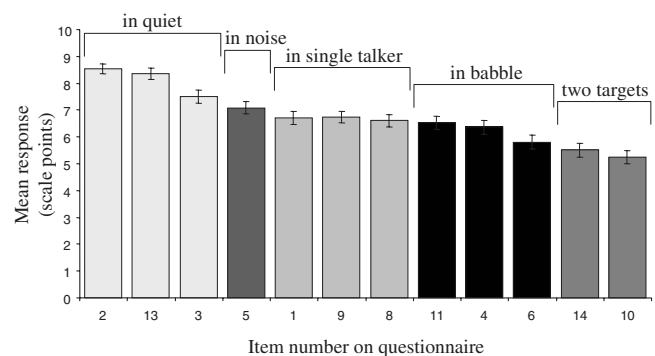 in quiet
in noise
in single talker
in babble
two targets
10
9
8
7
6
5
4
3
2
1
0
Mean response
(scale points)
2 13 3 5 1 9 8 11 4 6 14 10
Item number on questionnaire